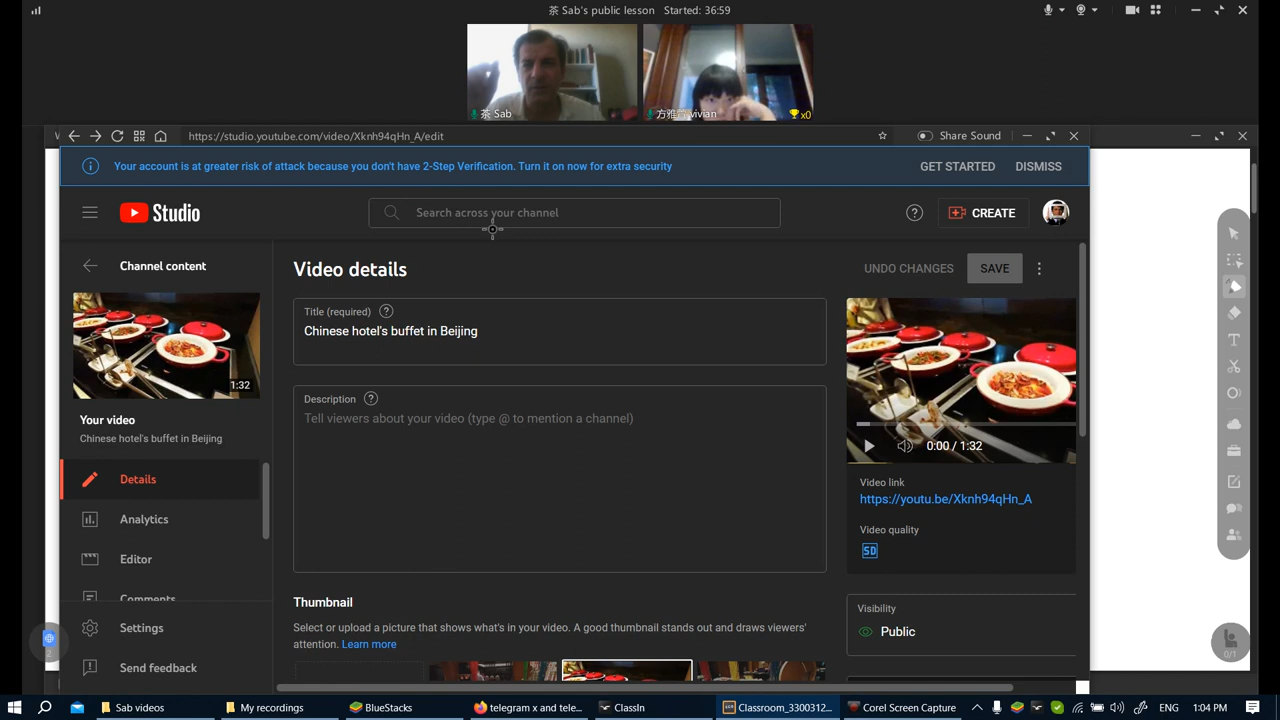 茶 Sab's public lesson Started: 36:59
茶 Sab
vivian
x0
https://studio.youtube.com/video/Xknh94qHn_A/edit
Share Sound
Your account is at greater risk of attack because you don't have 2-Step Verification. Turn it on now for extra security
GET STARTED
DISMISS
Studio
Search across your channel
CREATE
Channel content
1:32
Your video
Chinese hotel's buffet in Beijing
Details
Analytics
Editor
Comments
Settings
Send feedback
Video details
UNDO CHANGES
SAVE
Title (required)
Chinese hotel's buffet in Beijing
Description
Tell viewers about your video (type @ to mention a channel)
Thumbnail
Select or upload a picture that shows what's in your video. A good thumbnail stands out and draws viewers'
attention. Learn more
0:00 / 1:32
Video link
https://youtu.be/Xknh94qHn_A
Video quality
SD
Visibility
Public
2
0/1
Sab videos
My recordings
BlueStacks
telegram x and tele...
ClassIn
Classroom_3300312...
Corel Screen Capture
ENG
1:04 PM